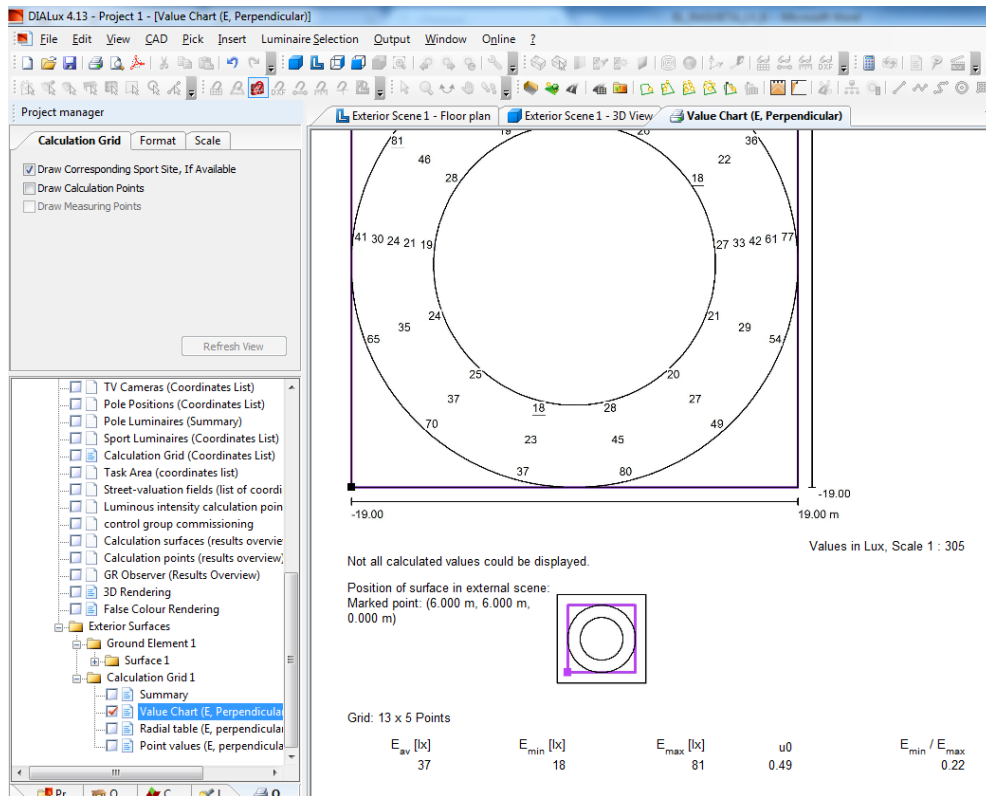 DIALux 4.13 - Project 1 - [Value Chart (E, Perpendicular)]
File Edit View CAD Pick Insert Luminaire Selection Output Window Online ?
Project manager
Exterior Scene 1 - Floor plan Exterior Scene 1 - 3D View Value Chart (E, Perpendicular)
Calculation Grid Format Scale
Draw Corresponding Sport Site, If Available
Draw Calculation Points
Draw Measuring Points
Refresh View
TV Cameras (Coordinates List)
Pole Positions (Coordinates List)
Pole Luminaires (Summary)
Sport Luminaires (Coordinates List)
Calculation Grid (Coordinates List)
Task Area (coordinates list)
Street-valuation fields (list of coordi
Luminous intensity calculation poin
control group commissioning
Calculation surfaces (results overvie
Calculation points (results overview)
GR Observer (Results Overview)
3D Rendering
False Colour Rendering
Exterior Surfaces
Ground Element 1
Surface 1
Calculation Grid 1
Summary
Value Chart (E, Perpendicula
Radial table (E, perpendicula
Point values (E, perpendicula
81 36
46 22
28 18
41 30 24 21 19 27 33 42 61 77
24 21
65 35 29 54
25 20
37 27
70 18 28 49
23 45
37 80
-19.00
-19.00 19.00 m
Values in Lux, Scale 1 : 305
Not all calculated values could be displayed.
Position of surface in external scene:
Marked point: (6.000 m, 6.000 m,
0.000 m)
Grid: 13 x 5 Points
E av [lx] E min [lx] E max [lx] u0 E min / E max
37 18 81 0.49 0.22